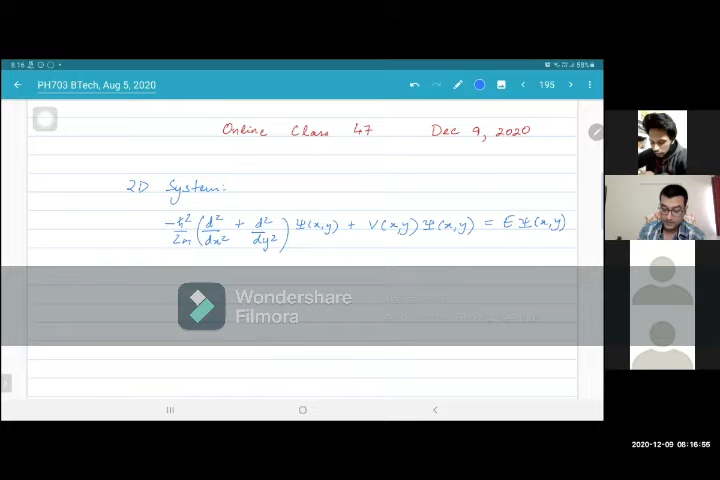 8:16 58%
PH703 BTech, Aug 5, 2020 195
Online Class 47 Dec 9, 2020
2D System:
-ℏ²/2m (d²/dx² + d²/dy²) Ψ(x,y) + V(x,y) Ψ(x,y) = E Ψ(x,y)
Wondershare
Filmora
2020-12-09 08:16:55